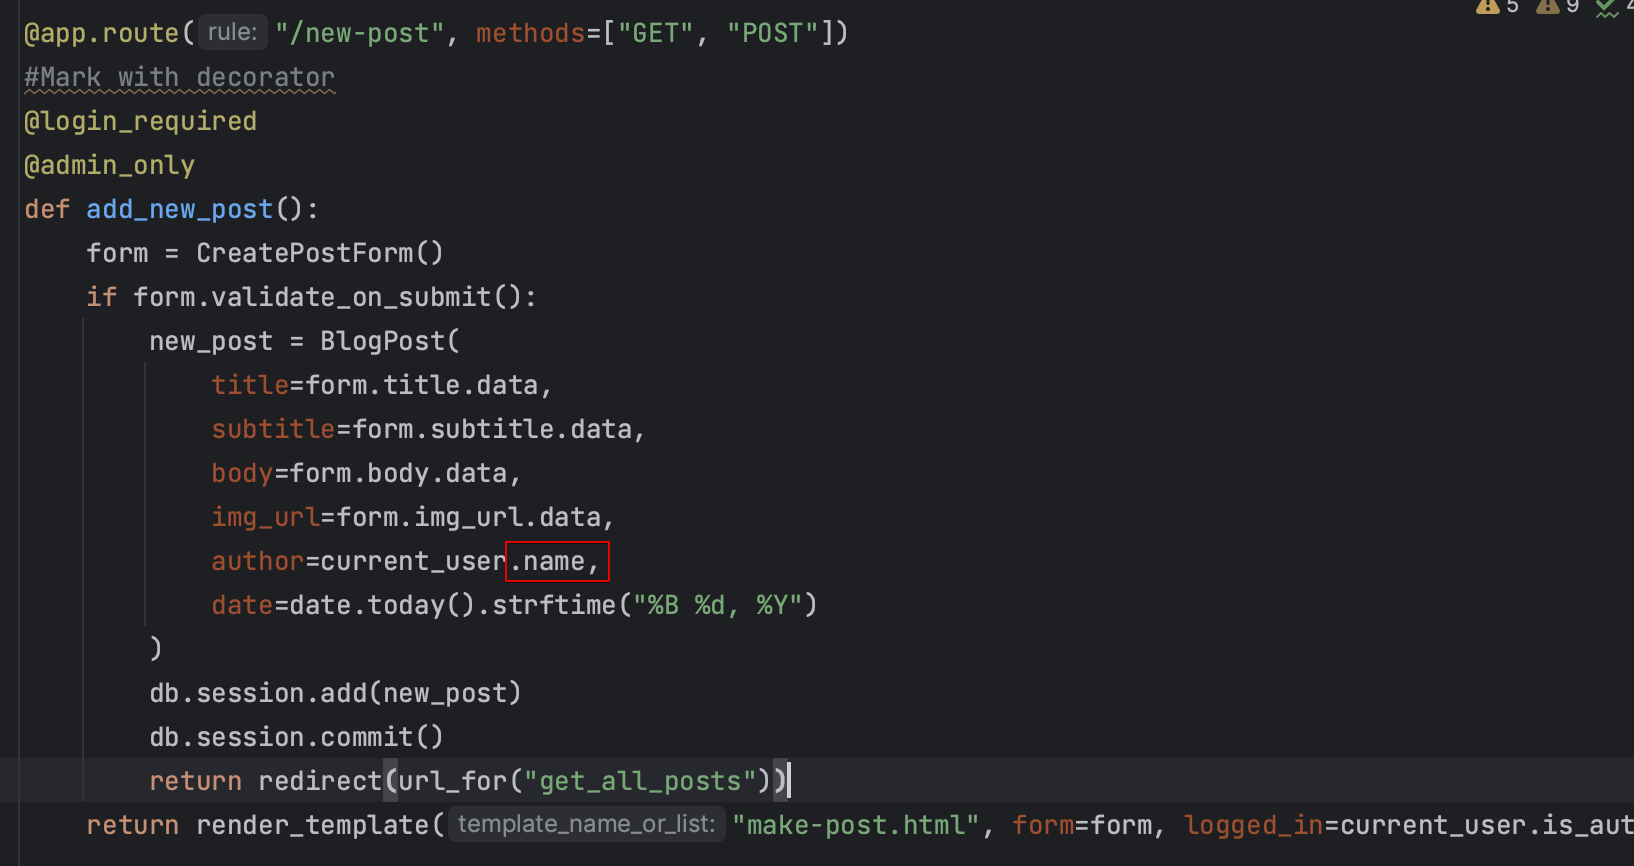 5 9 4
@app.route( rule: "/new-post", methods=["GET", "POST"])
#Mark with decorator
@login_required
@admin_only
def add_new_post():
    form = CreatePostForm()
    if form.validate_on_submit():
        new_post = BlogPost(
            title=form.title.data,
            subtitle=form.subtitle.data,
            body=form.body.data,
            img_url=form.img_url.data,
            author=current_user.name,
            date=date.today().strftime("%B %d, %Y")
        )
        db.session.add(new_post)
        db.session.commit()
        return redirect(url_for("get_all_posts"))
    return render_template( template_name_or_list: "make-post.html", form=form, logged_in=current_user.is_aut